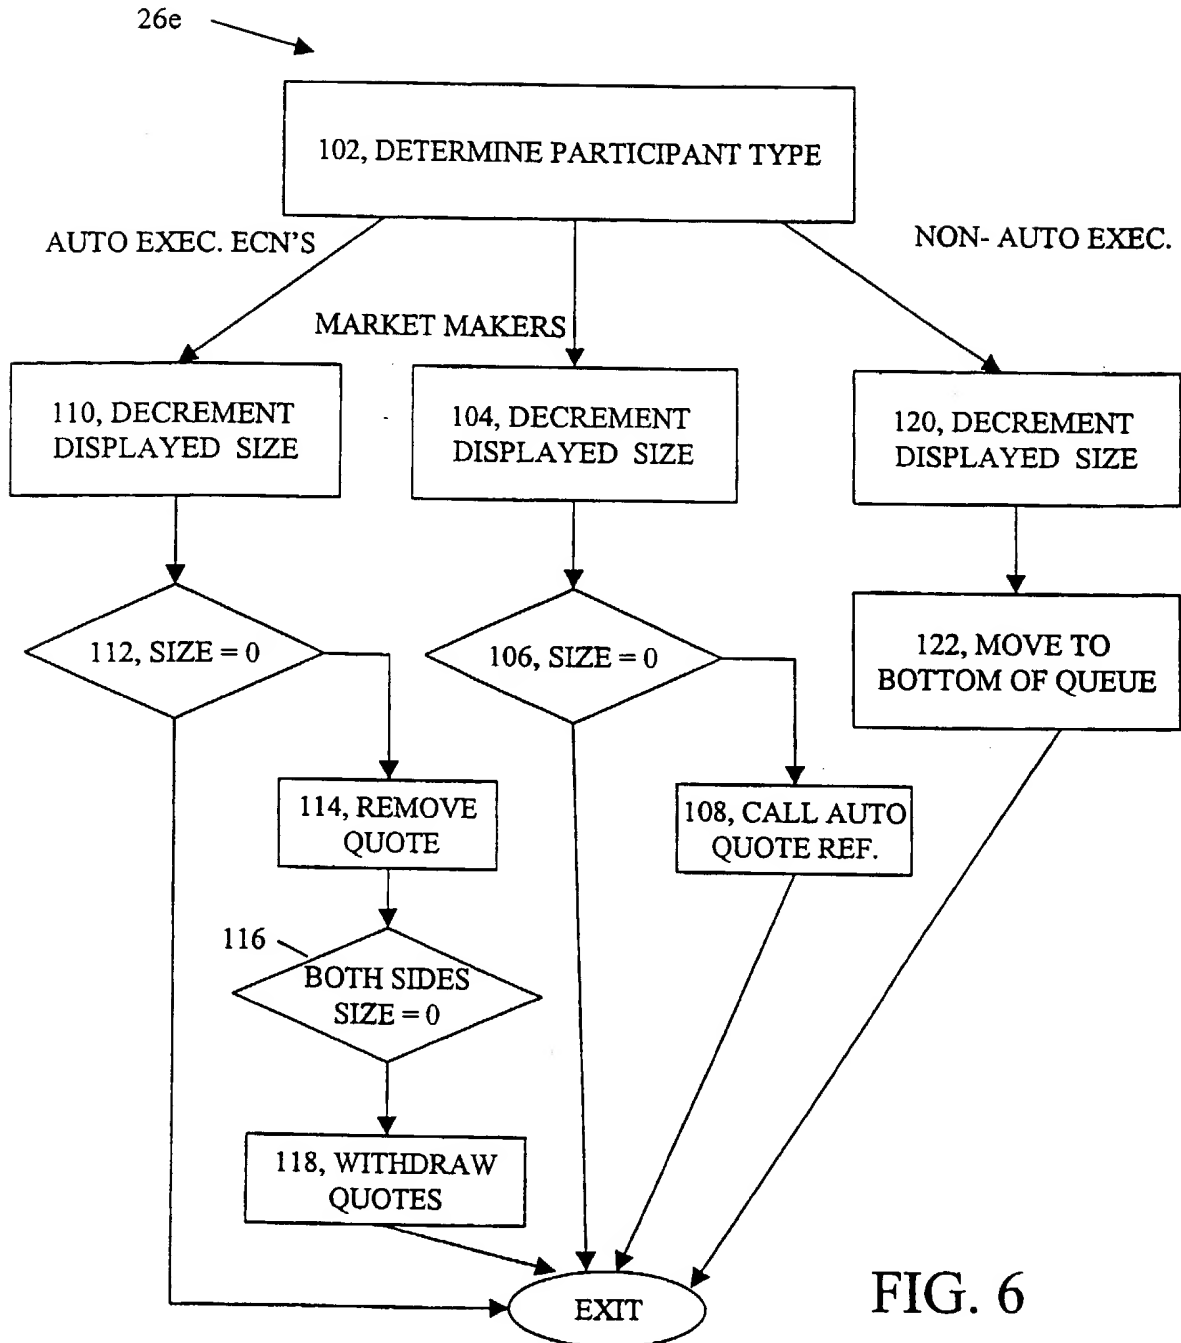 26e
102, DETERMINE PARTICIPANT TYPE
AUTO EXEC. ECN'S
NON- AUTO EXEC.
MARKET MAKERS
110, DECREMENT
DISPLAYED SIZE
104, DECREMENT
DISPLAYED SIZE
120, DECREMENT
DISPLAYED SIZE
112, SIZE = 0
106, SIZE = 0
122, MOVE TO
BOTTOM OF QUEUE
114, REMOVE
QUOTE
108, CALL AUTO
QUOTE REF.
116
BOTH SIDES
SIZE = 0
118, WITHDRAW
QUOTES
EXIT
FIG. 6